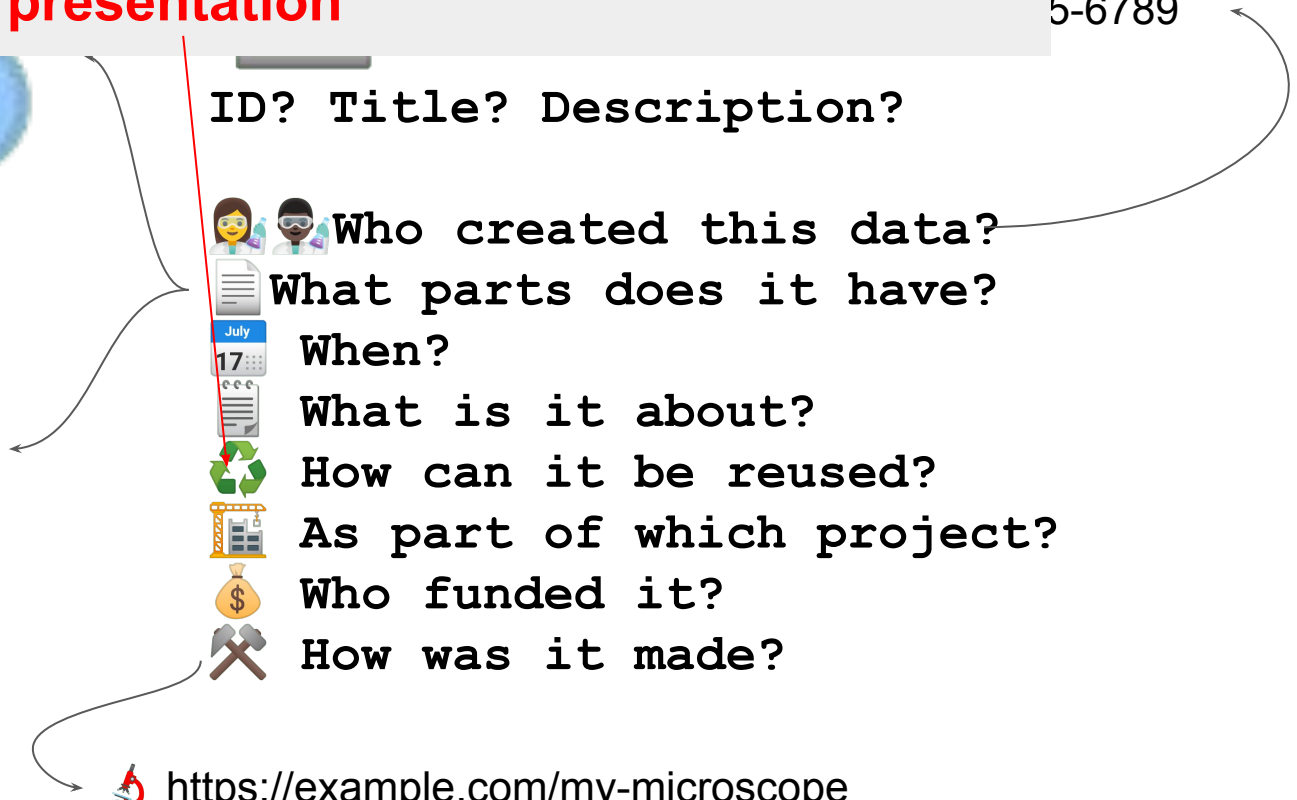 presentation
5-6789
ID? Title? Description?
Who created this data?
What parts does it have?
July
17
When?
What is it about?
How can it be reused?
As part of which project?
$
Who funded it?
How was it made?
https://example.com/my-microscope